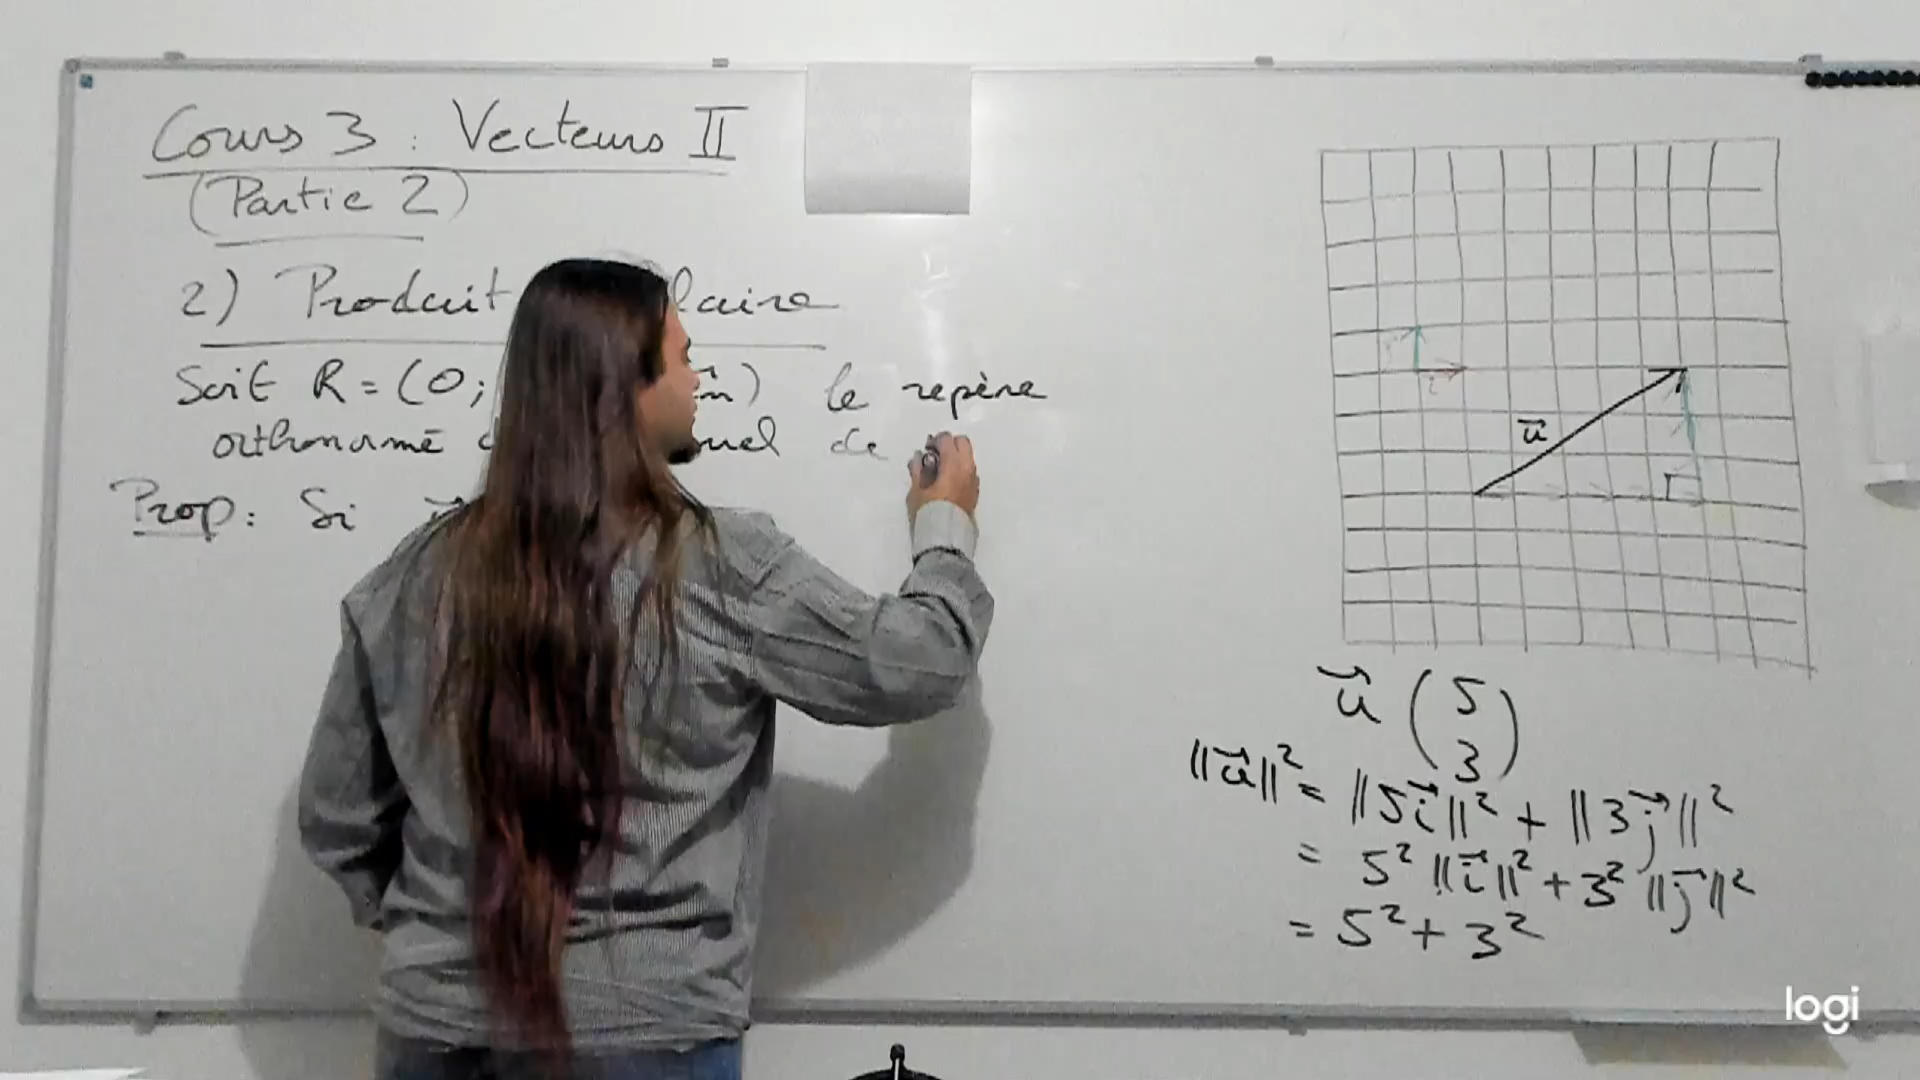 Cours 3 : Vecteurs II
(Partie 2)
2) Produit laire
Soit R = (O; ) le repère
orthonormé de
Prop: Si
u⃗
i⃗
u⃗ (5
3)
||u⃗||² = ||5i⃗||² + ||3j⃗||²
= 5² ||i⃗||² + 3² ||j⃗||²
= 5² + 3²
logi